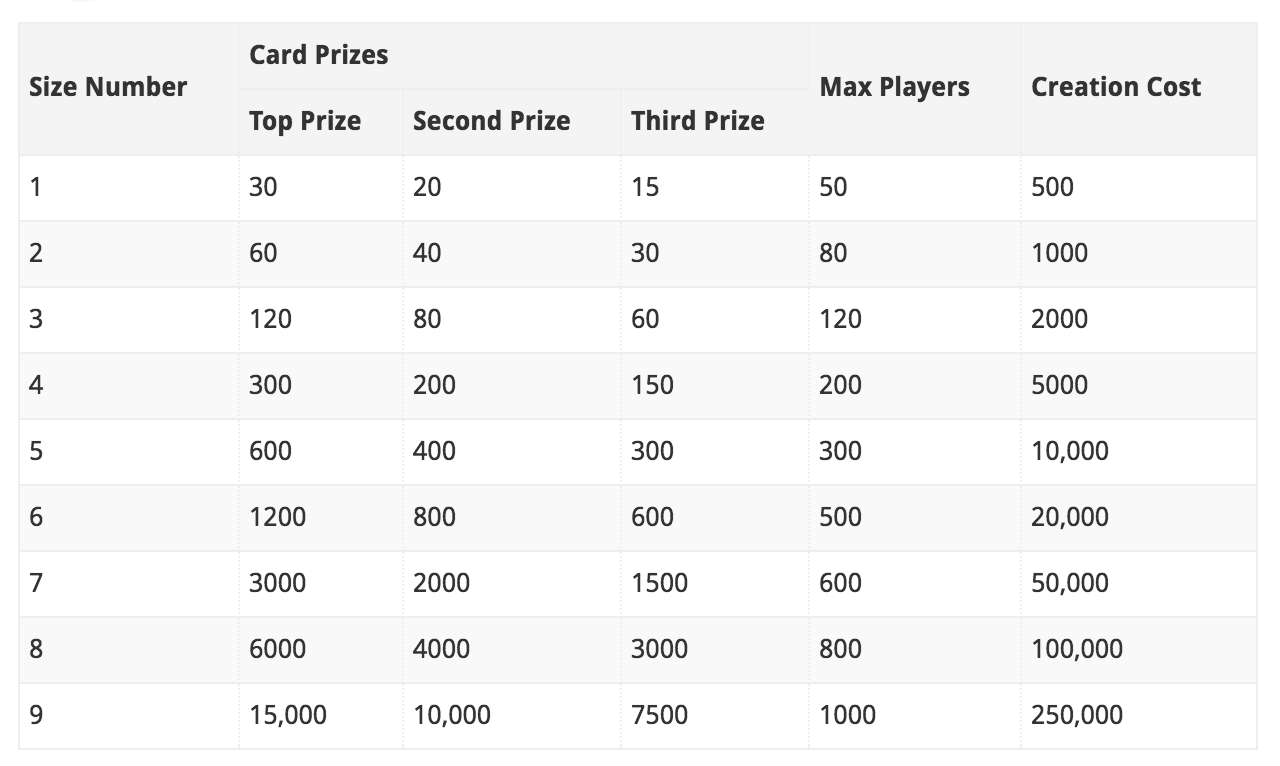 Card Prizes
Size Number Max Players Creation Cost
Top Prize Second Prize Third Prize
1 30 20 15 50 500
2 60 40 30 80 1000
3 120 80 60 120 2000
4 300 200 150 200 5000
5 600 400 300 300 10,000
6 1200 800 600 500 20,000
7 3000 2000 1500 600 50,000
8 6000 4000 3000 800 100,000
9 15,000 10,000 7500 1000 250,000